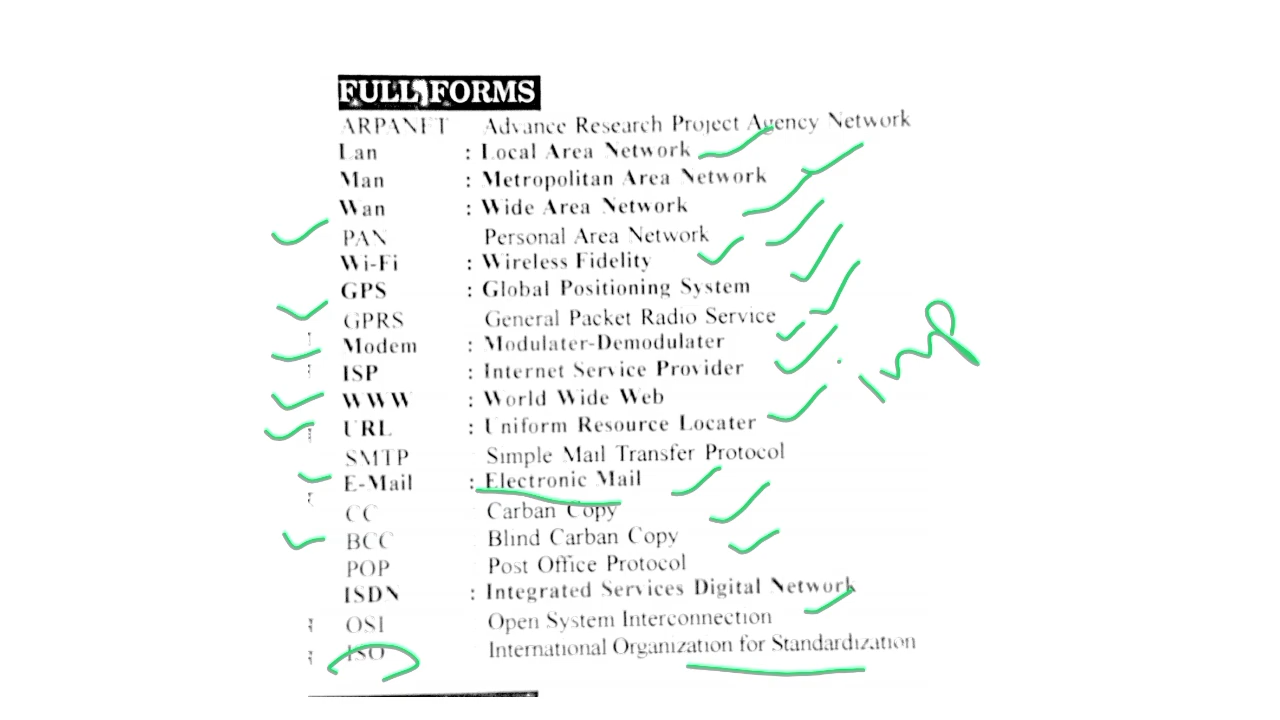 FULL FORMS
ARPANET Advance Research Project Agency Network
Lan : Local Area Network
Man : Metropolitan Area Network
Wan : Wide Area Network
PAN Personal Area Network
Wi-Fi : Wireless Fidelity
GPS : Global Positioning System
GPRS General Packet Radio Service
Modem : Modulater-Demodulater
ISP : Internet Service Provider
WWW : World Wide Web
URL : Uniform Resource Locater
SMTP Simple Mail Transfer Protocol
E-Mail : Electronic Mail
CC Carban Copy
BCC Blind Carban Copy
POP Post Office Protocol
ISDN : Integrated Services Digital Network
OSI Open System Interconnection
ISO International Organization for Standardization
imp